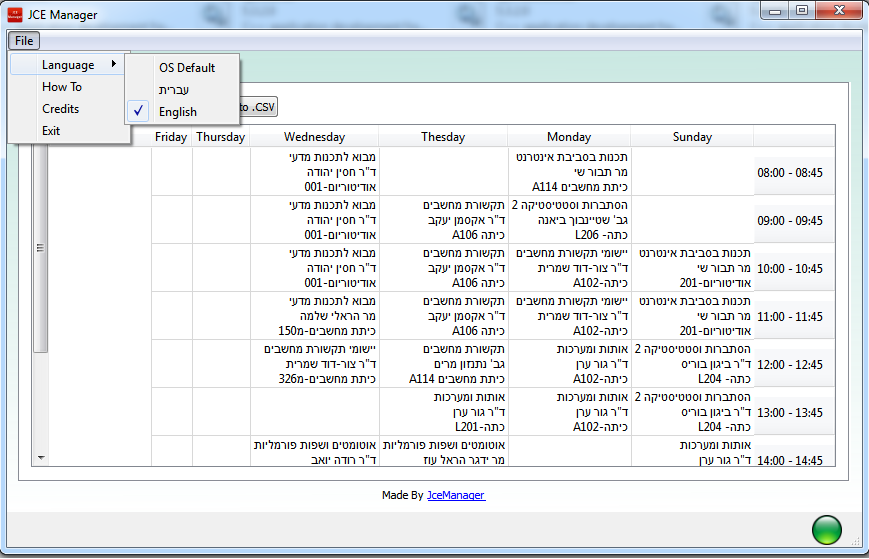 JCE Manager
File
Language
How To
Credits
Exit
OS Default
עברית
English
to .CSV
Friday Thursday Wednesday Thesday Monday Sunday
08:00 - 08:45
תכנות בסביבת אינטרנט
מר תבור שי
כיתת מחשבים A114
מבוא לתכנות מדעי
ד"ר חסין יהודה
אודיטוריום-001
09:00 - 09:45
הסתברות וסטטיסטיקה 2
גב' שטיינבוך ביאנה
כתה- L206
תקשורת מחשבים
ד"ר אקסמן יעקב
כיתה A106
מבוא לתכנות מדעי
ד"ר חסין יהודה
אודיטוריום-001
10:00 - 10:45
תכנות בסביבת אינטרנט
מר תבור שי
אודיטוריום-201
יישומי תקשורת מחשבים
ד"ר צור-דוד שמרית
כיתה-A102
תקשורת מחשבים
ד"ר אקסמן יעקב
כיתה A106
מבוא לתכנות מדעי
ד"ר חסין יהודה
אודיטוריום-001
11:00 - 11:45
תכנות בסביבת אינטרנט
מר תבור שי
אודיטוריום-201
יישומי תקשורת מחשבים
ד"ר צור-דוד שמרית
כיתה-A102
תקשורת מחשבים
ד"ר אקסמן יעקב
כיתה A106
מבוא לתכנות מדעי
מר הראלי שלמה
כיתת מחשבים-מ150
12:00 - 12:45
הסתברות וסטטיסטיקה 2
ד"ר ביגון בוריס
כתה- L204
אותות ומערכות
ד"ר גור ערן
כיתה-A102
תקשורת מחשבים
גב' נתנזון מרים
כיתת מחשבים A114
יישומי תקשורת מחשבים
ד"ר צור-דוד שמרית
כיתת מחשבים-מ326
13:00 - 13:45
הסתברות וסטטיסטיקה 2
ד"ר ביגון בוריס
כתה- L204
אותות ומערכות
ד"ר גור ערן
כיתה-A102
אותות ומערכות
ד"ר גור ערן
כתה-L201
14:00 - 14:45
אותות ומערכות
ד"ר גור ערן
אוטומטים ושפות פורמליות
מר ידגר הראל עוז
אוטומטים ושפות פורמליות
ד"ר רודה יואב
Made By JceManager